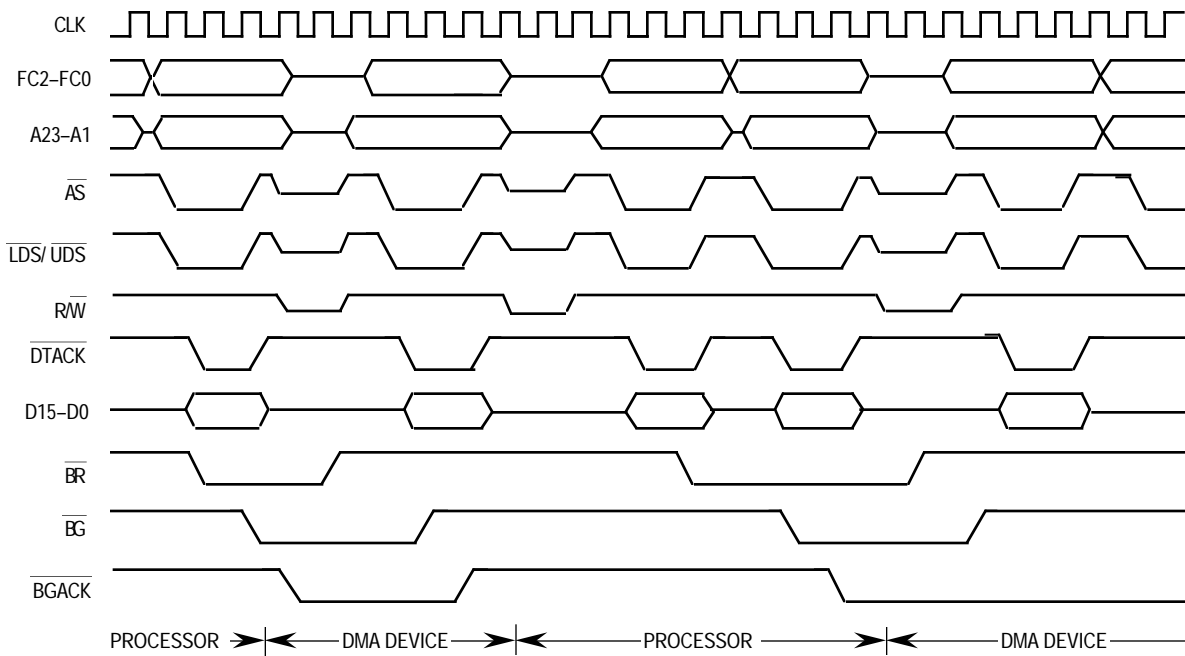 CLK
FC2–FC0
A23–A1
AS
LDS/ UDS
R/W
DTACK
D15–D0
BR
BG
BGACK
PROCESSOR DMA DEVICE PROCESSOR DMA DEVICE